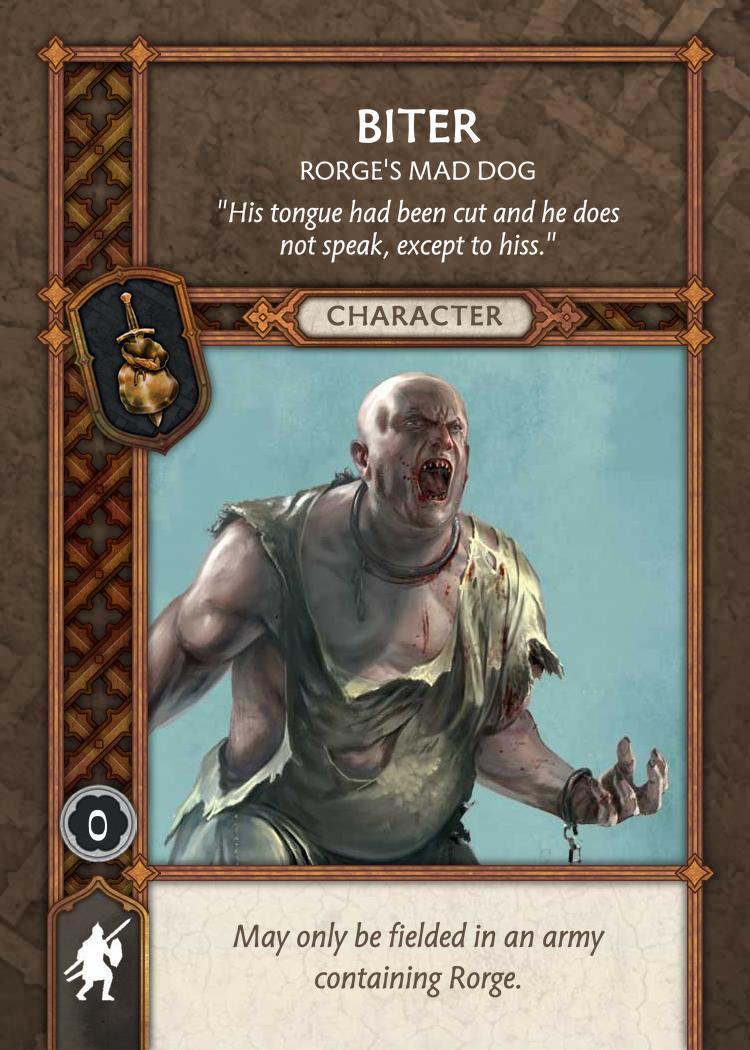 BITER
RORGE'S MAD DOG
"His tongue had been cut and he does
not speak, except to hiss."
CHARACTER
0
May only be fielded in an army
containing Rorge.